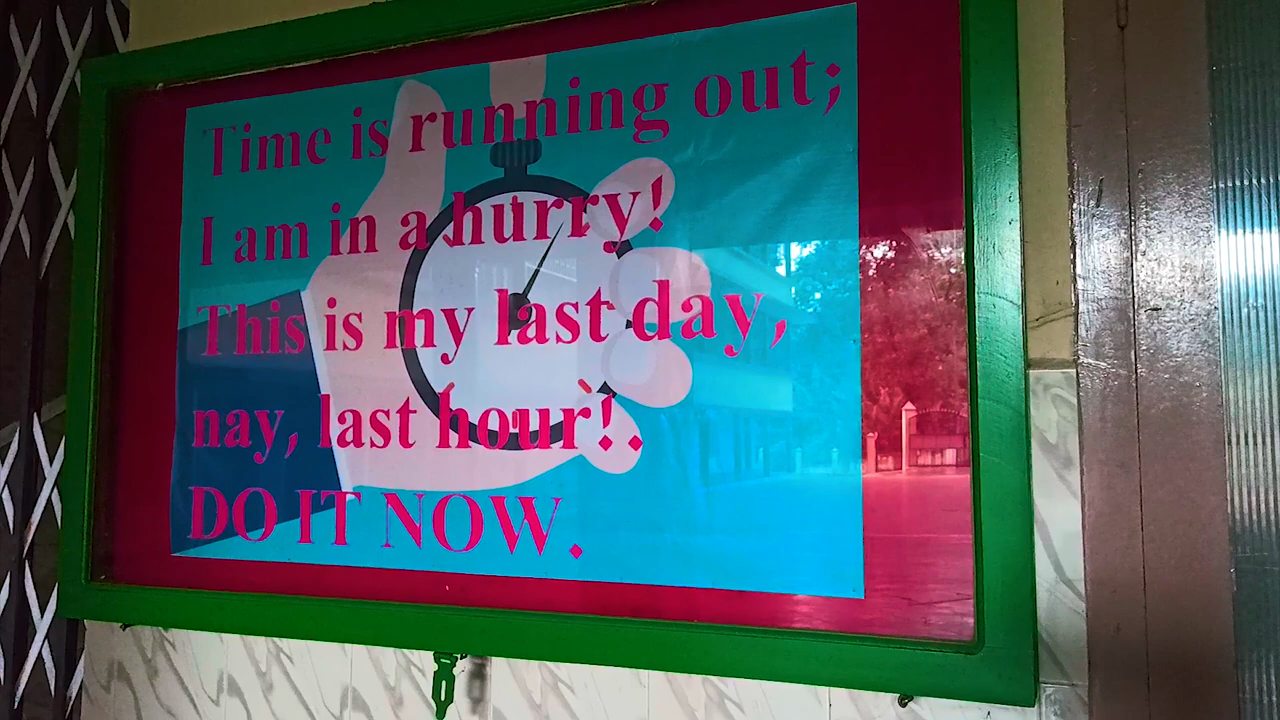 Time is running out;
I am in a hurry!
This is my last day,
nay, last hour!.
DO IT NOW.